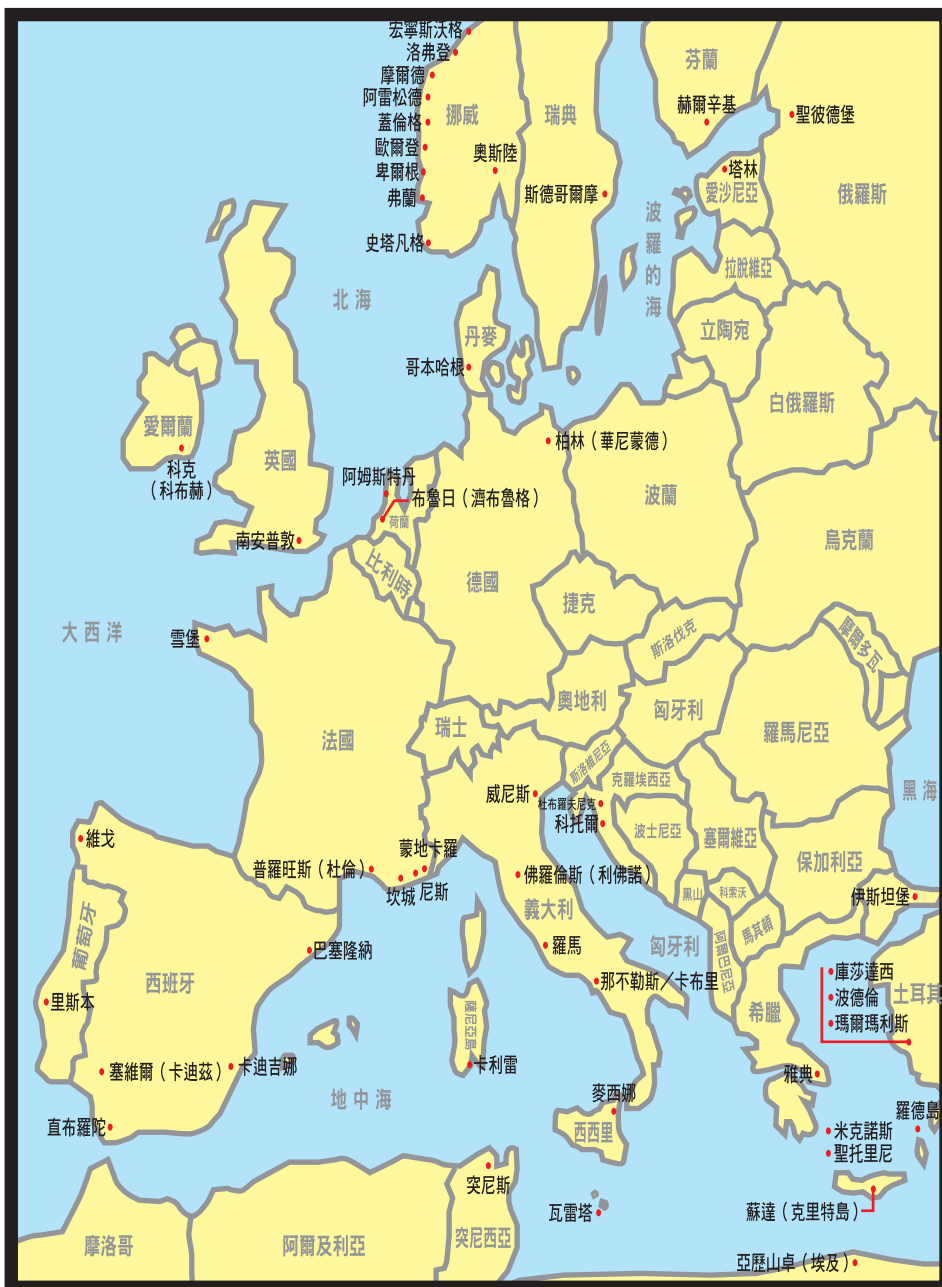 宏寧斯沃格
洛弗登
摩爾德
阿雷松德
蓋倫格
歐爾登
卑爾根
弗蘭
史塔凡格
挪威
奧斯陸
瑞典
斯德哥爾摩
芬蘭
赫爾辛基
聖彼德堡
塔林
愛沙尼亞
俄羅斯
波羅的海
拉脫維亞
北海
立陶宛
丹麥
哥本哈根
白俄羅斯
愛爾蘭
科克
（科布赫）
英國
柏林（華尼蒙德）
阿姆斯特丹
布魯日（濟布魯格）
荷蘭
波蘭
南安普敦
比利時
德國
烏克蘭
捷克
大西洋
雪堡
斯洛伐克
摩爾多瓦
奧地利
匈牙利
瑞士
法國
羅馬尼亞
斯洛維尼亞
克羅埃西亞
黑海
威尼斯
杜布羅夫尼克
科托爾
波士尼亞
塞爾維亞
維戈
蒙地卡羅
普羅旺斯（杜倫）
坎城
尼斯
佛羅倫斯（利佛諾）
保加利亞
黑山
科索沃
伊斯坦堡
義大利
葡萄牙
馬其頓
阿爾巴尼亞
巴塞隆納
羅馬
匈牙利
西班牙
那不勒斯／卡布里
庫莎達西
波德倫
瑪爾瑪利斯
土耳其
里斯本
希臘
薩丁尼亞島
塞維爾（卡迪茲）
卡迪吉娜
卡利雷
雅典
地中海
麥西娜
羅德島
直布羅陀
西西里
米克諾斯
聖托里尼
突尼斯
瓦雷塔
蘇達（克里特島）
摩洛哥
阿爾及利亞
突尼西亞
亞歷山卓（埃及）